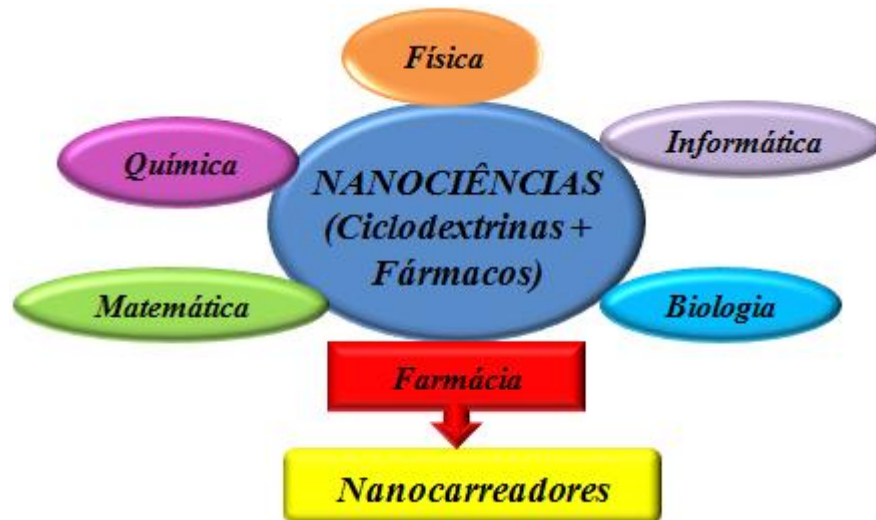 Física
Química
Informática
NANOCIÊNCIAS
(Ciclodextrinas +
Fármacos)
Matemática
Biologia
Farmácia
Nanocarreadores